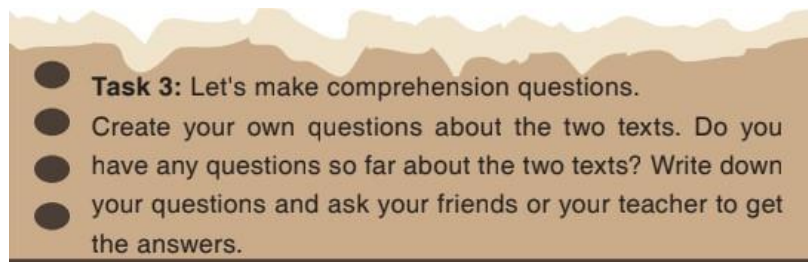 Task 3: Let's make comprehension questions.
Create your own questions about the two texts. Do you
have any questions so far about the two texts? Write down
your questions and ask your friends or your teacher to get
the answers.